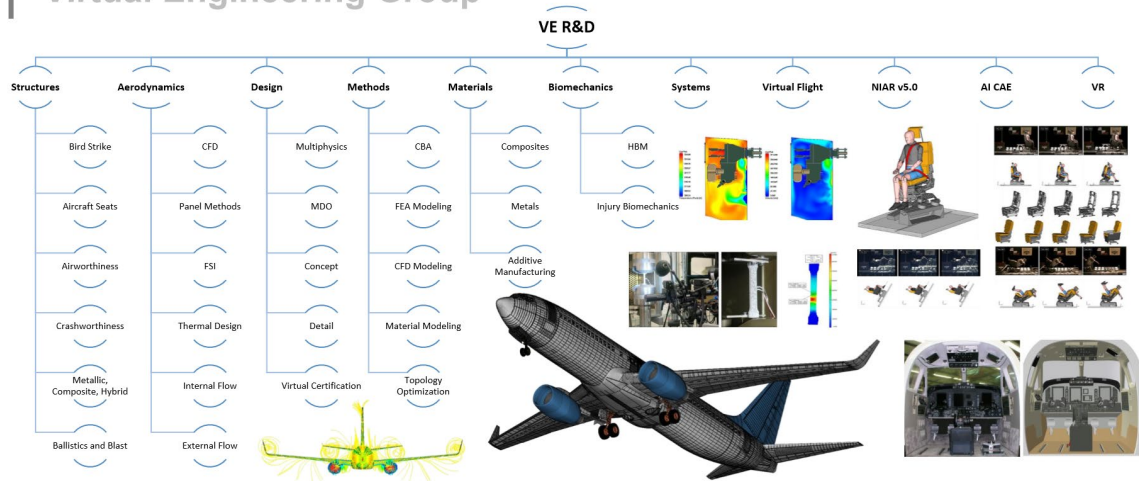 Virtual Engineering Group
VE R&D
Structures
Aerodynamics
Design
Methods
Materials
Biomechanics
Systems
Virtual Flight
NIAR v5.0
AI CAE
VR
Bird Strike
CFD
Multiphysics
CBA
Composites
HBM
Aircraft Seats
Panel Methods
MDO
FEA Modeling
Metals
Injury Biomechanics
Airworthiness
FSI
Concept
CFD Modeling
Additive
Manufacturing
Crashworthiness
Thermal Design
Detail
Material Modeling
Metallic,
Composite, Hybrid
Internal Flow
Virtual Certification
Topology
Optimization
Ballistics and Blast
External Flow